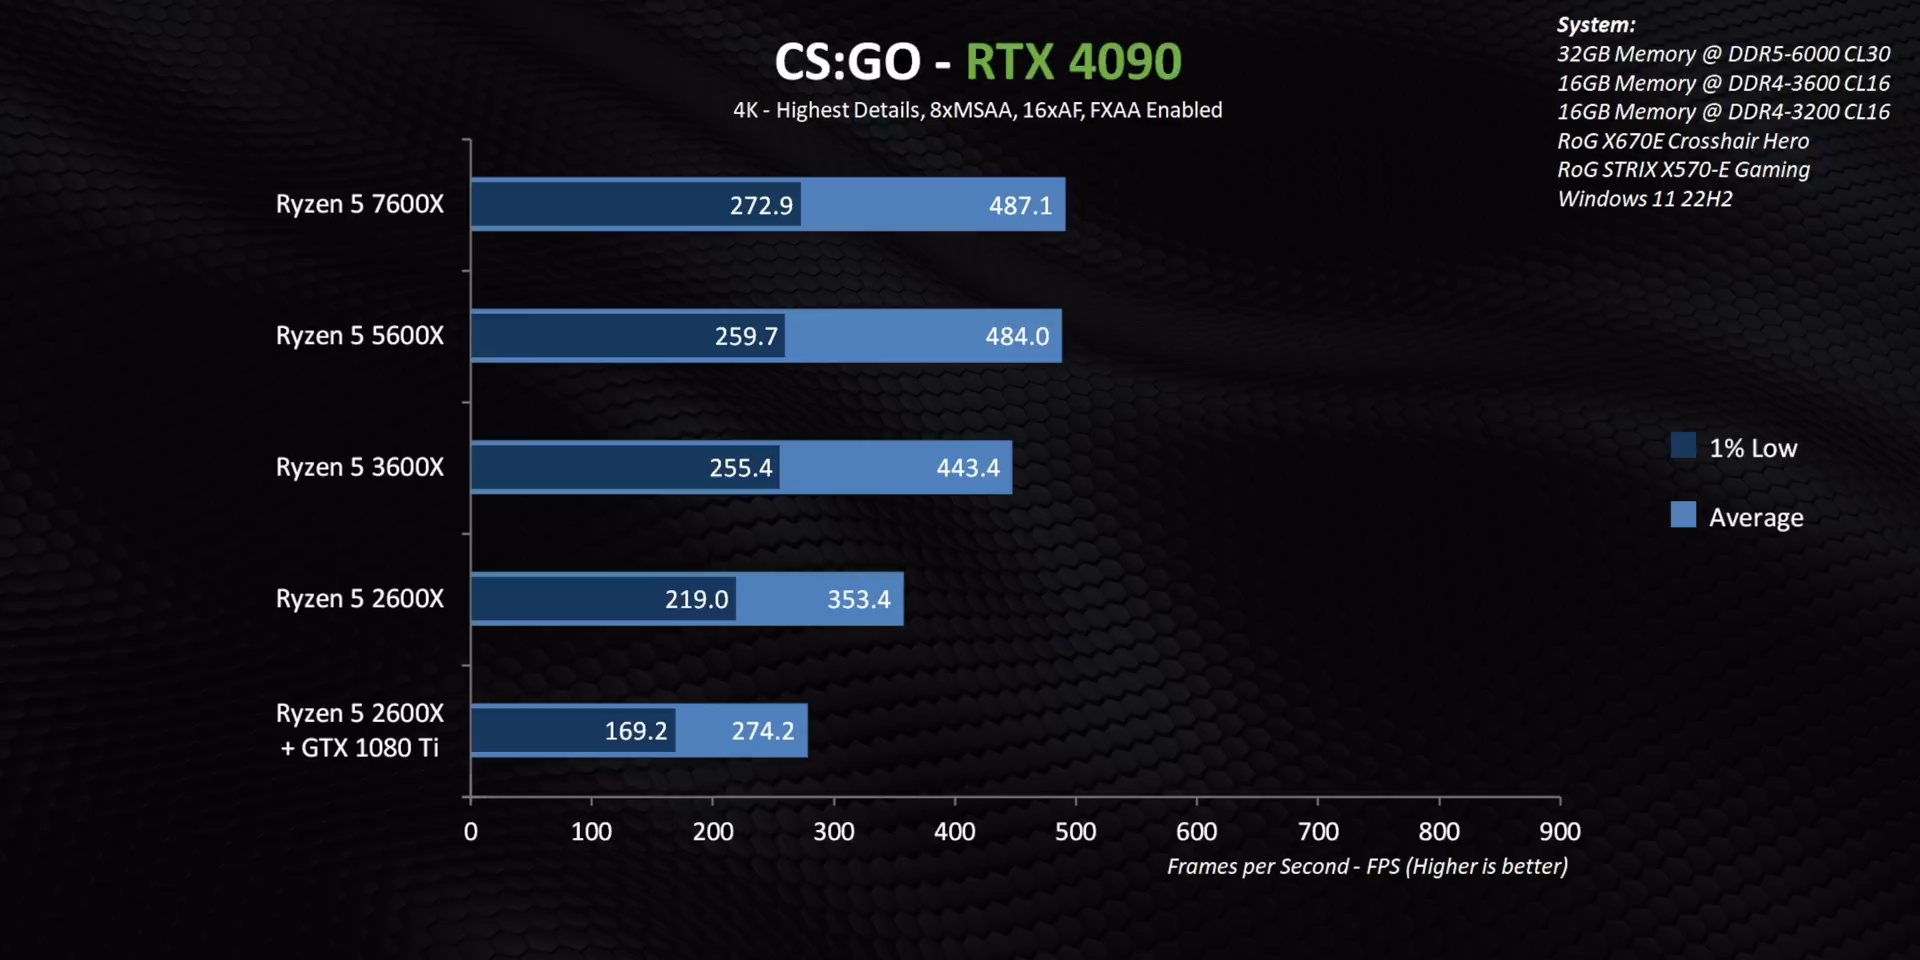 CS:GO - RTX 4090
4K - Highest Details, 8xMSAA, 16xAF, FXAA Enabled
System:
32GB Memory @ DDR5-6000 CL30
16GB Memory @ DDR4-3600 CL16
16GB Memory @ DDR4-3200 CL16
RoG X670E Crosshair Hero
RoG STRIX X570-E Gaming
Windows 11 22H2
Ryzen 5 7600X 272.9 487.1
Ryzen 5 5600X 259.7 484.0
Ryzen 5 3600X 255.4 443.4
Ryzen 5 2600X 219.0 353.4
Ryzen 5 2600X
+ GTX 1080 Ti 169.2 274.2
1% Low
Average
0 100 200 300 400 500 600 700 800 900
Frames per Second - FPS (Higher is better)